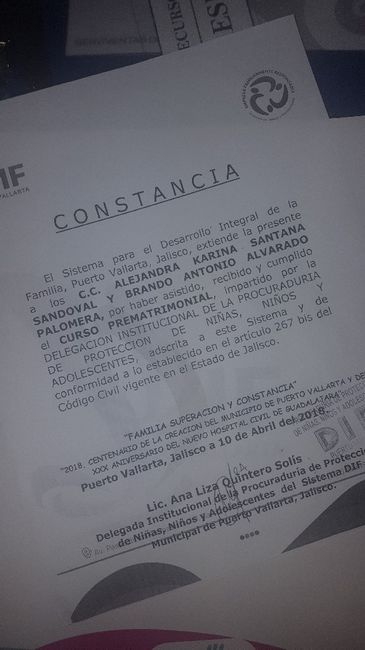 IF
VALLARTA
CONSTANCIA
El Sistema para el Desarrollo Integral de la
Familia, Puerto Vallarta, Jalisco, extiende la presente
a los C.C. ALEJANDRA KARINA SANTANA
SANDOVAL Y BRANDO ANTONIO ALVARADO
PALOMERA, por haber asistido, recibido y cumplido
el CURSO PREMATRIMONIAL, impartido por la
DELEGACIÓN INSTITUCIONAL DE LA PROCURADURIA
DE PROTECCION DE NIÑAS, NIÑOS Y
ADOLESCENTES, adscrita a este Sistema y de
conformidad a lo establecido en el artículo 267 bis del
Código Civil vigente en el Estado de Jalisco.
"FAMILIA SUPERACION Y CONSTANCIA"
"2018, CENTENARIO DE LA CREACION DEL MUNICIPIO DE PUERTO VALLARTA Y DEL
XXX ANIVERSARIO DEL NUEVO HOSPITAL CIVIL DE GUADALAJARA"
Puerto Vallarta, Jalisco a 10 de Abril del 2018.
Lic. Ana Liza Quintero Solis
Delegada Institucional de la Procuraduría de Protección
de Niñas, Niños y Adolescentes del Sistema DIF
Municipal de Puerto Vallarta, Jalisco.